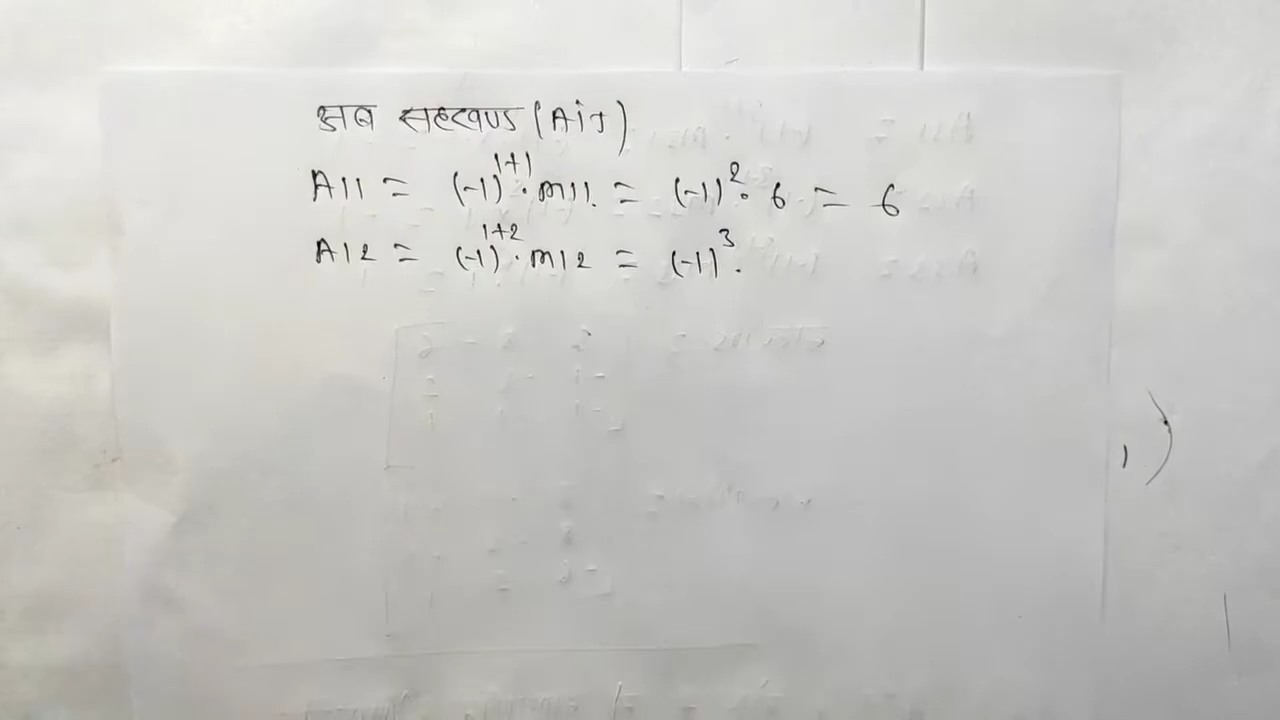 अब सहखण्ड (Aij)
A11 = (-1)^1+1 . m11. = (-1)^2 . 6 = 6
A12 = (-1)^1+2 . m12 = (-1)^3 .